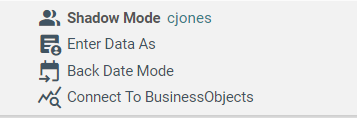 Shadow Mode cjones
Enter Data As
Back Date Mode
Connect To BusinessObjects